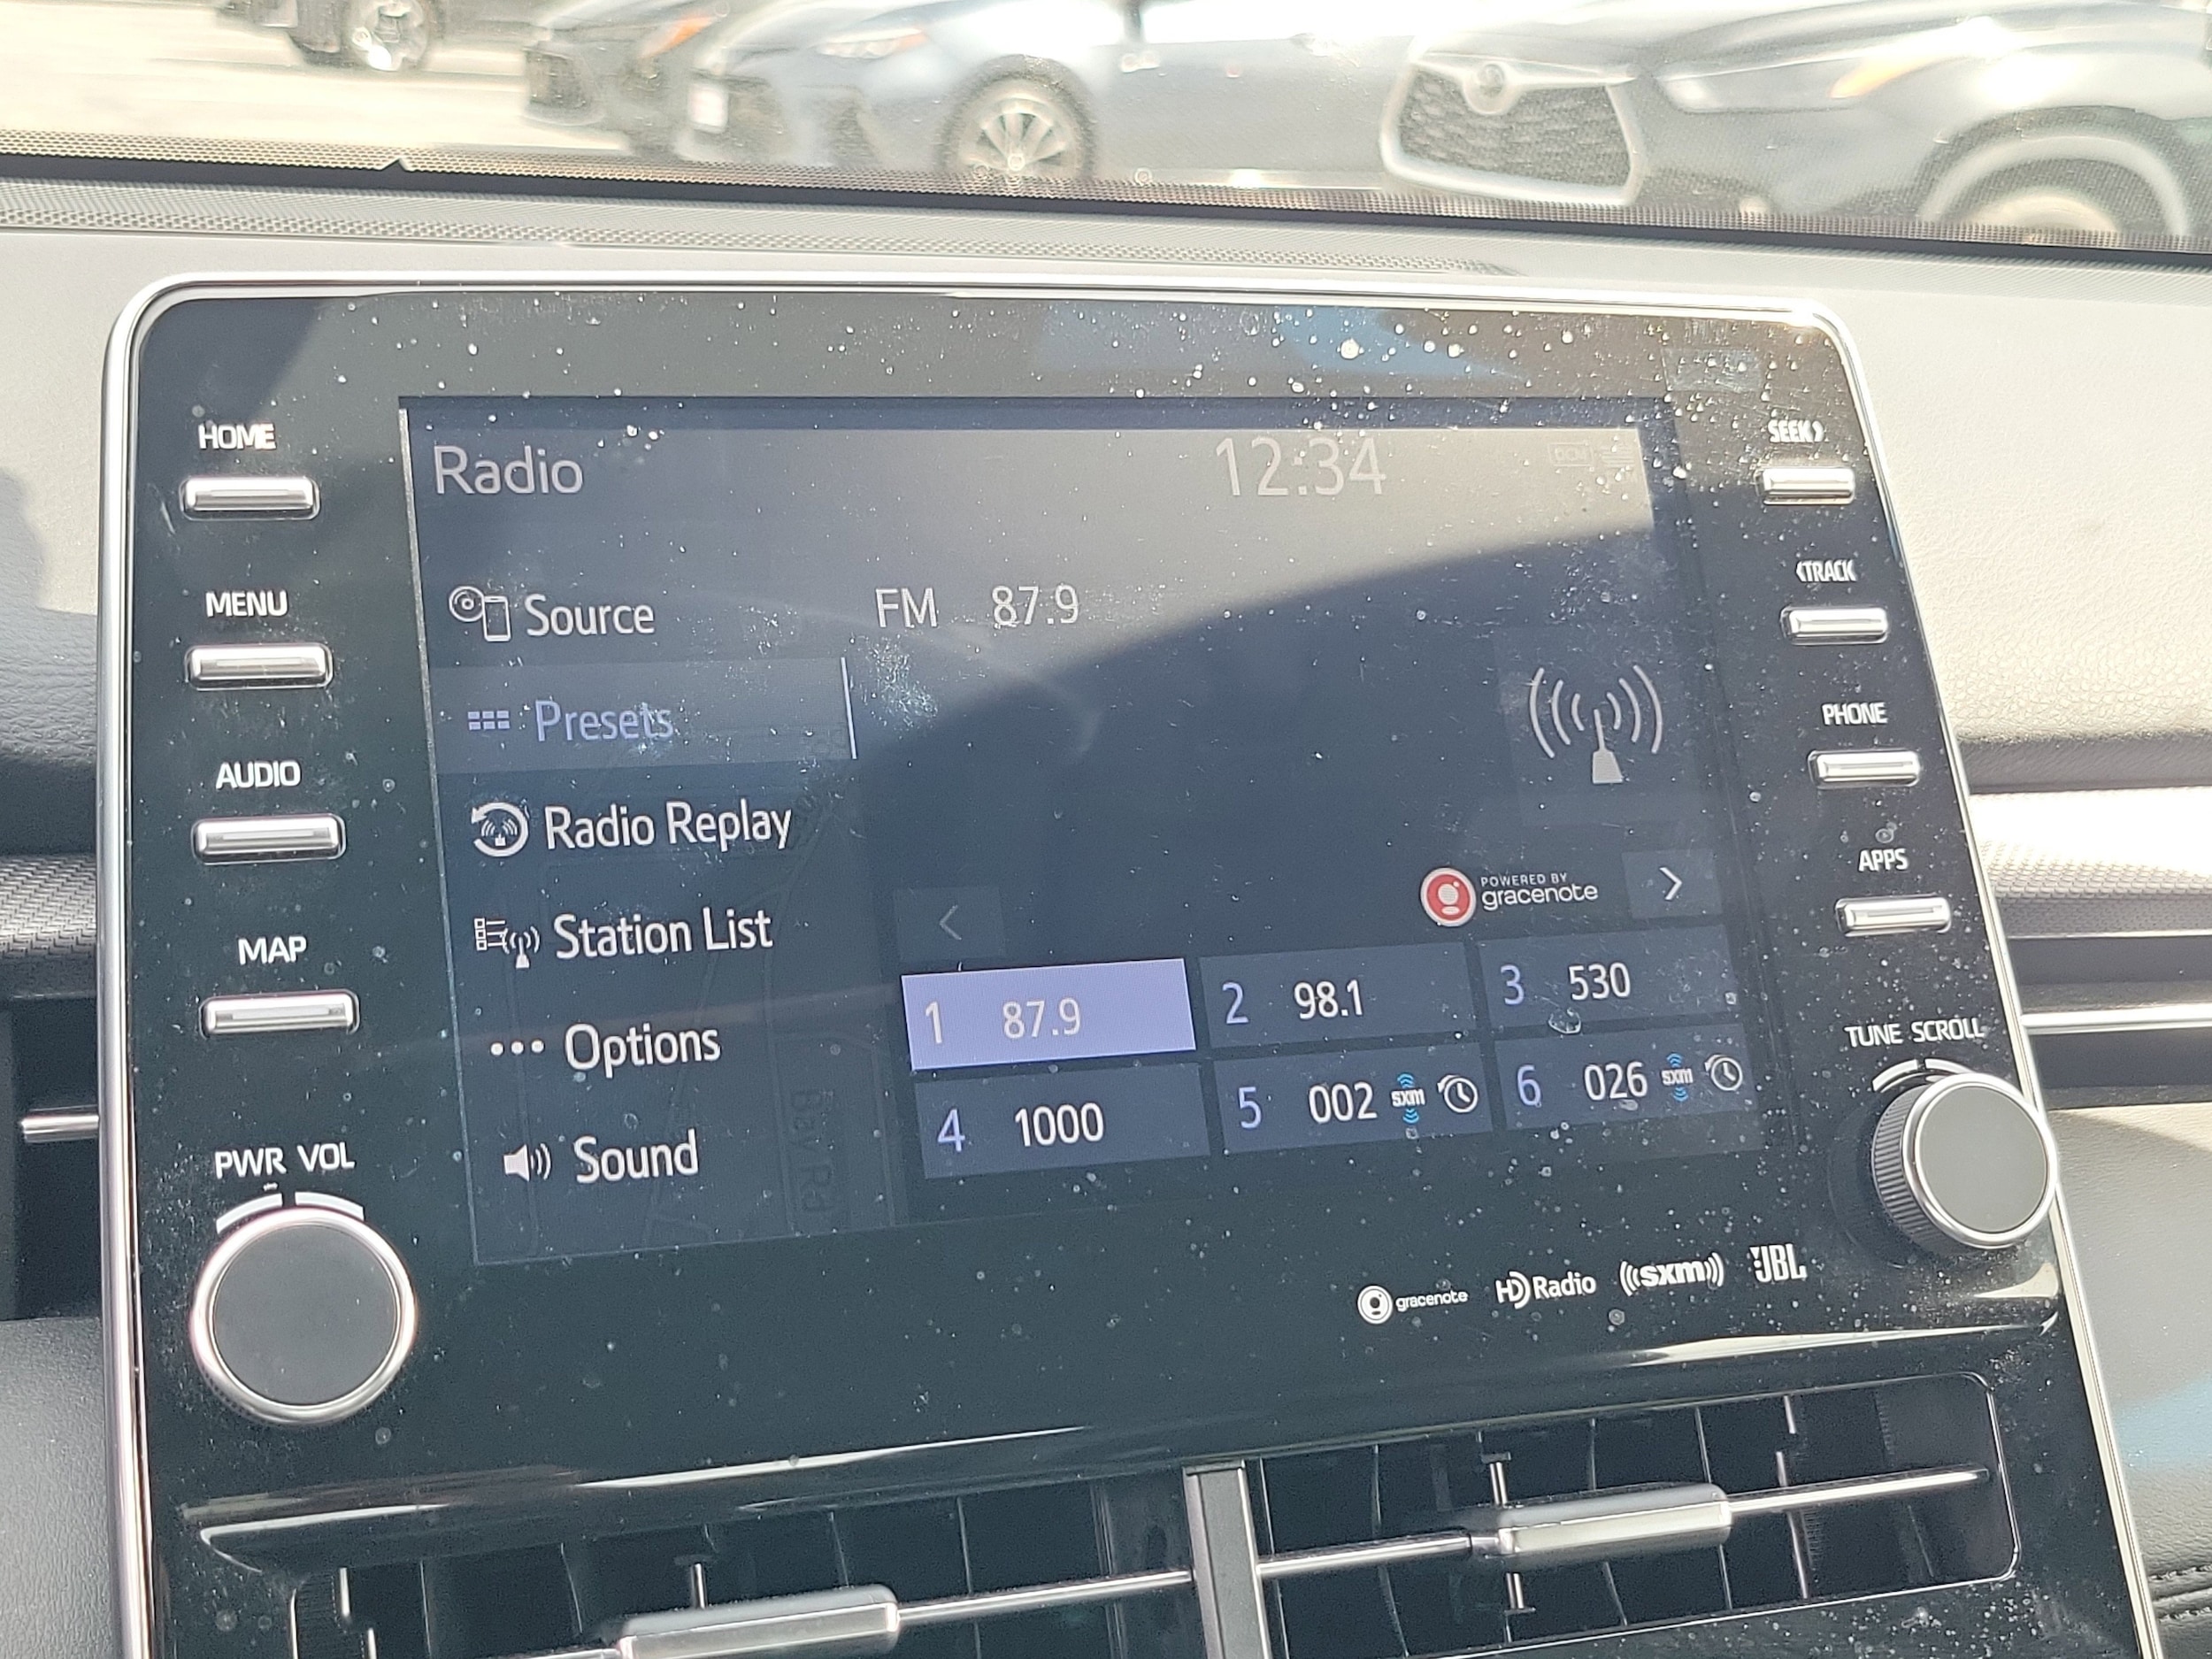 HOME
MENU
AUDIO
MAP
PWR VOL
Radio 12:34
Source
Presets
Radio Replay
Station List
Options
Sound
FM 87.9
POWERED BY
gracenote
1 87.9
2 98.1
3 530
4 1000
5 002 sxm
6 026 sxm
Bay Rd
SEEK >
< TRACK
PHONE
APPS
TUNE SCROLL
gracenote
HD Radio
((sxm))
JBL